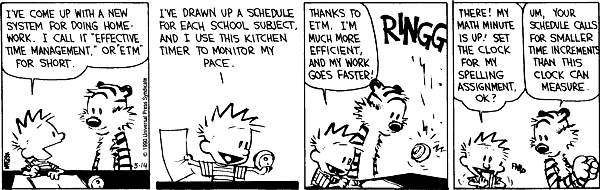 I'VE COME UP WITH A NEW
SYSTEM FOR DOING HOME-
WORK. I CALL IT "EFFECTIVE
TIME MANAGEMENT," OR "ETM"
FOR SHORT.
© 1992 Universal Press Syndicate
5-14
I'VE DRAWN UP A SCHEDULE
FOR EACH SCHOOL SUBJECT,
AND I USE THIS KITCHEN
TIMER TO MONITOR MY
PACE.
THANKS TO
ETM, I'M
MUCH MORE
EFFICIENT,
AND MY WORK
GOES FASTER!
RINGG
THERE! MY
MATH MINUTE
IS UP! SET
THE CLOCK
FOR MY
SPELLING
ASSIGNMENT,
OK?
UM, YOUR
SCHEDULE CALLS
FOR SMALLER
TIME INCREMENTS
THAN THIS
CLOCK CAN
MEASURE.